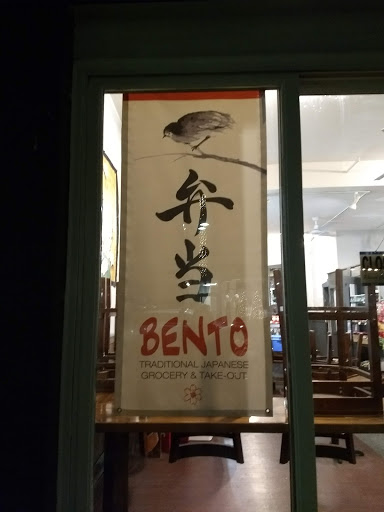 弁当
BENTO
TRADITIONAL JAPANESE
GROCERY & TAKE-OUT